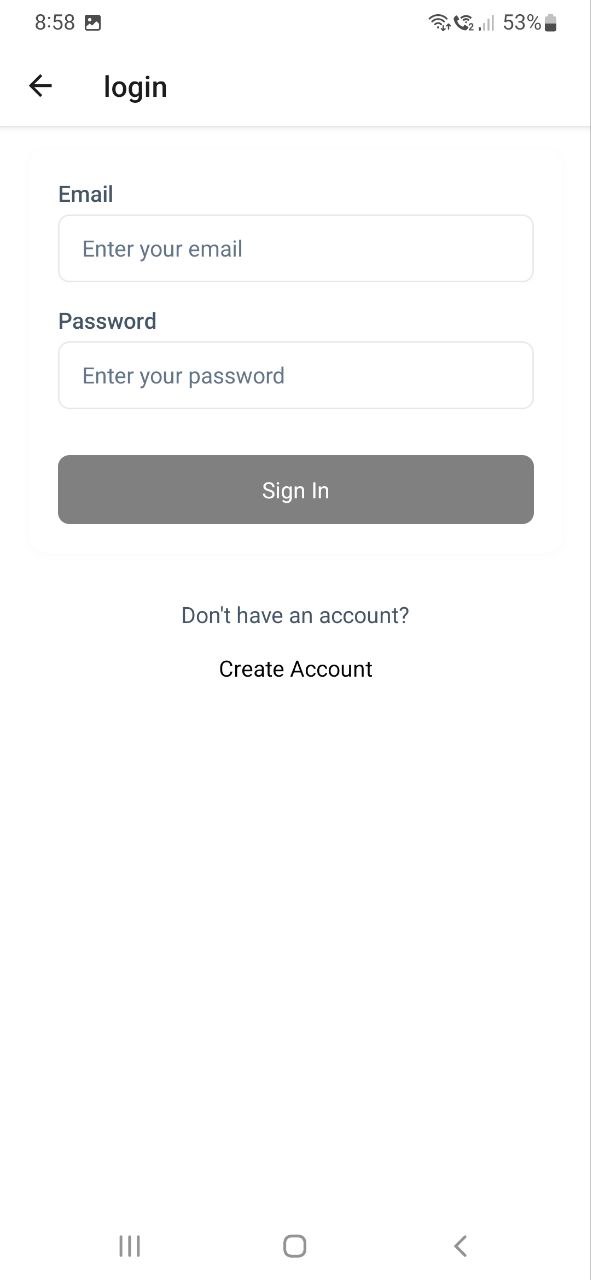 8:58 53%
login
Email
Enter your email
Password
Enter your password
Sign In
Don't have an account?
Create Account